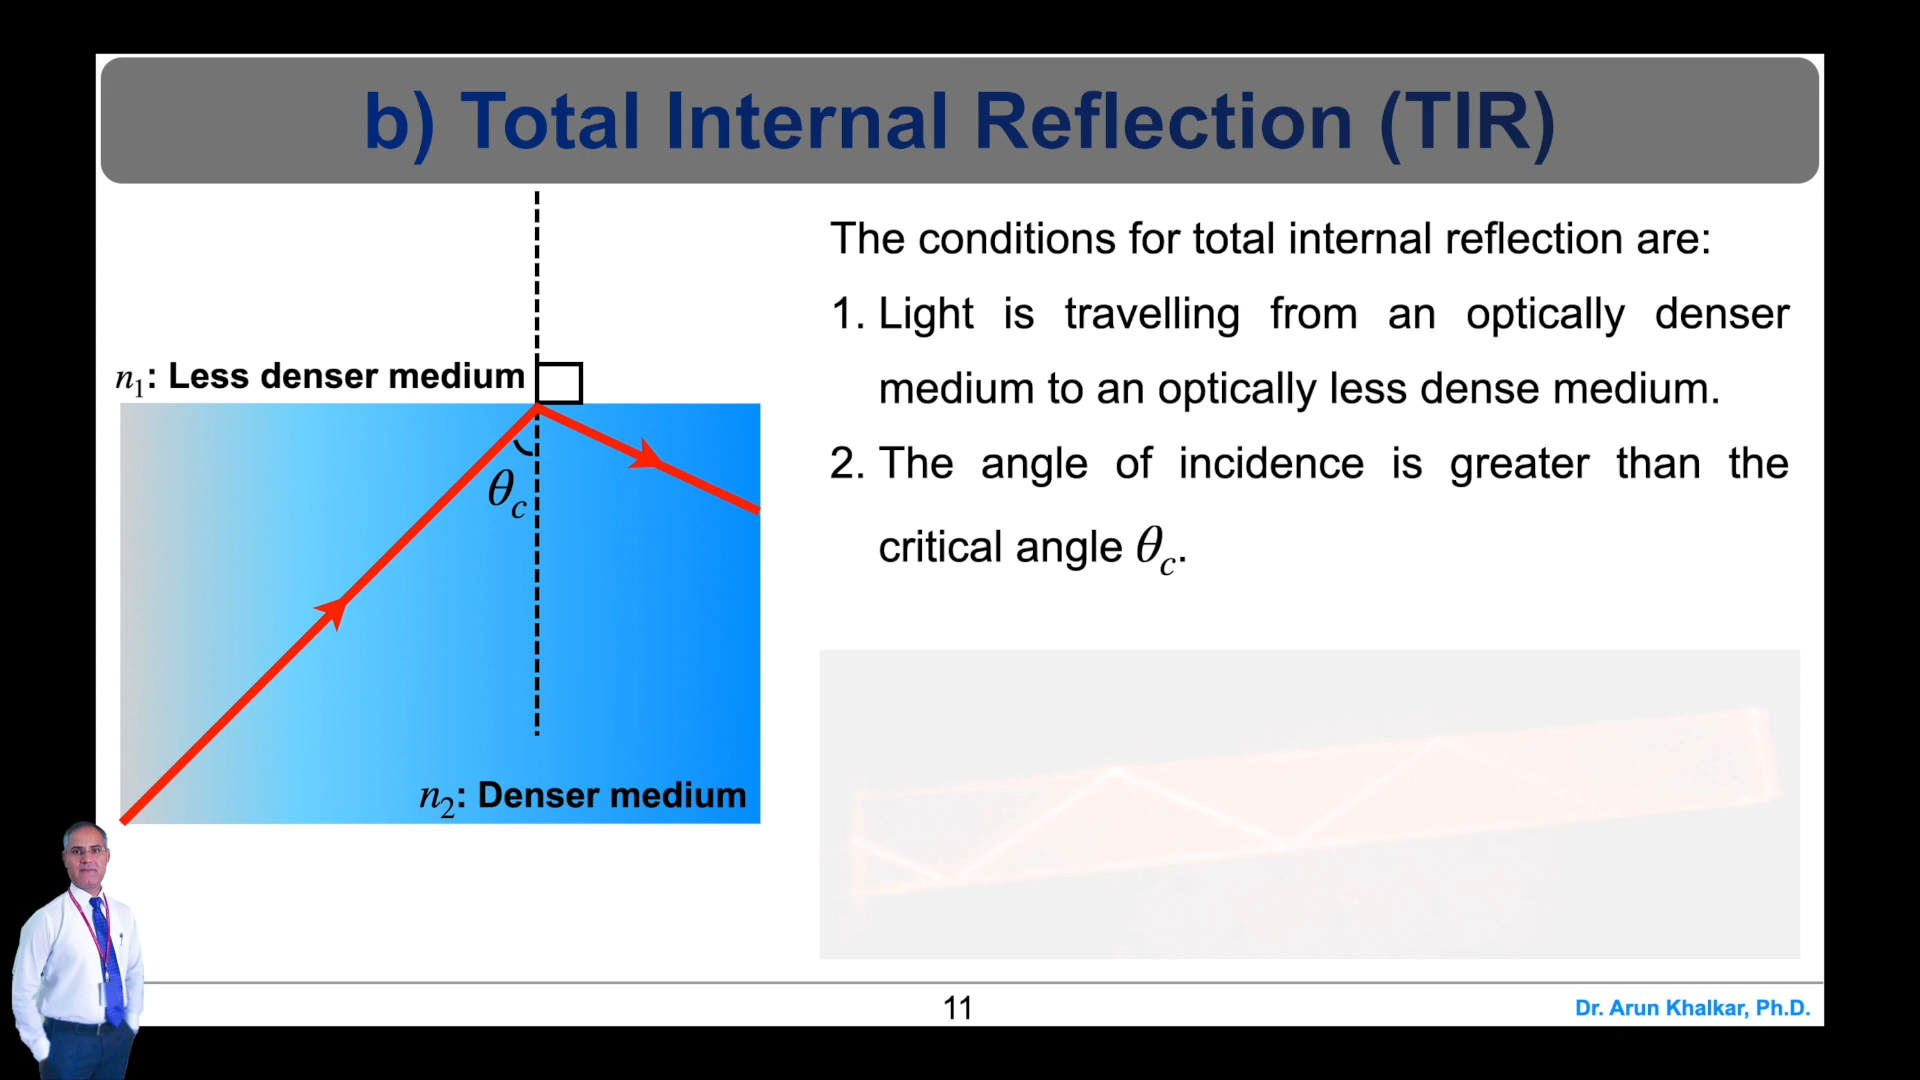 b) Total Internal Reflection (TIR)
The conditions for total internal reflection are:
1. Light is travelling from an optically denser
medium to an optically less dense medium.
2. The angle of incidence is greater than the
critical angle θc.
n1: Less denser medium
θc
n2: Denser medium
11
Dr. Arun Khalkar, Ph.D.